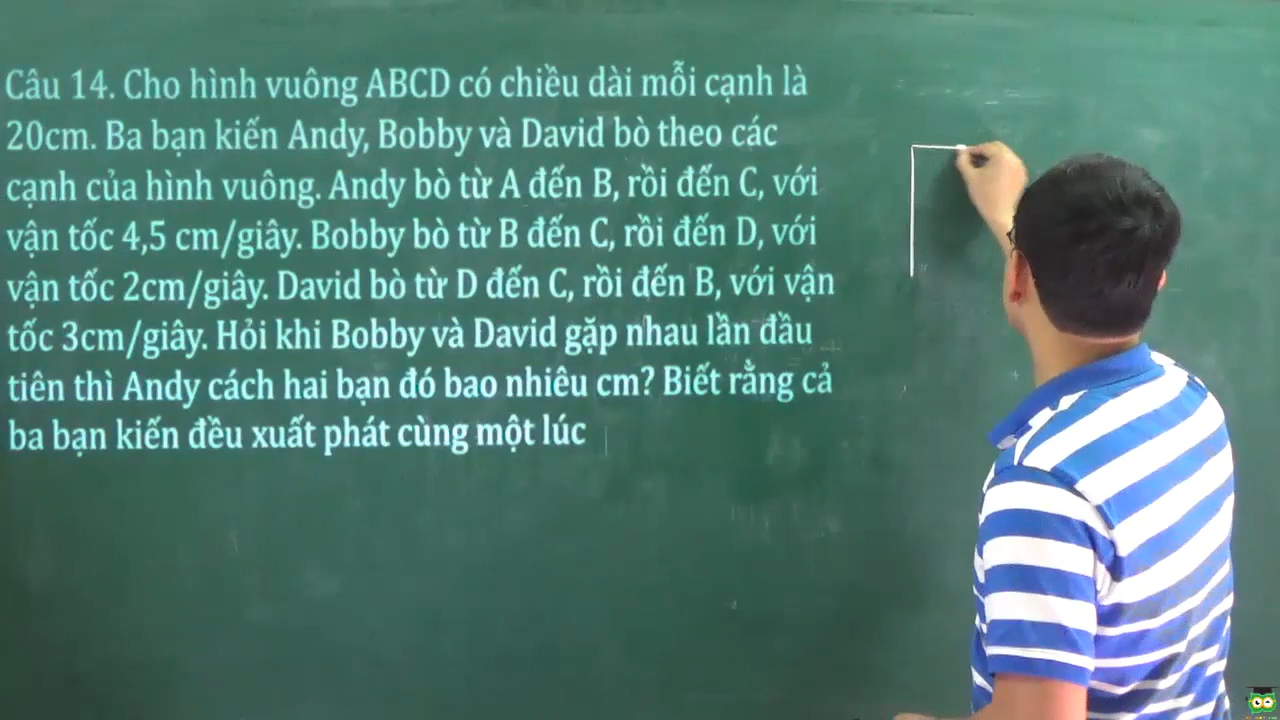 Câu 14. Cho hình vuông ABCD có chiều dài mỗi cạnh là
20cm. Ba bạn kiến Andy, Bobby và David bò theo các
cạnh của hình vuông. Andy bò từ A đến B, rồi đến C, với
vận tốc 4,5 cm/giây. Bobby bò từ B đến C, rồi đến D, với
vận tốc 2cm/giây. David bò từ D đến C, rồi đến B, với vận
tốc 3cm/giây. Hỏi khi Bobby và David gặp nhau lần đầu
tiên thì Andy cách hai bạn đó bao nhiêu cm? Biết rằng cả
ba bạn kiến đều xuất phát cùng một lúc